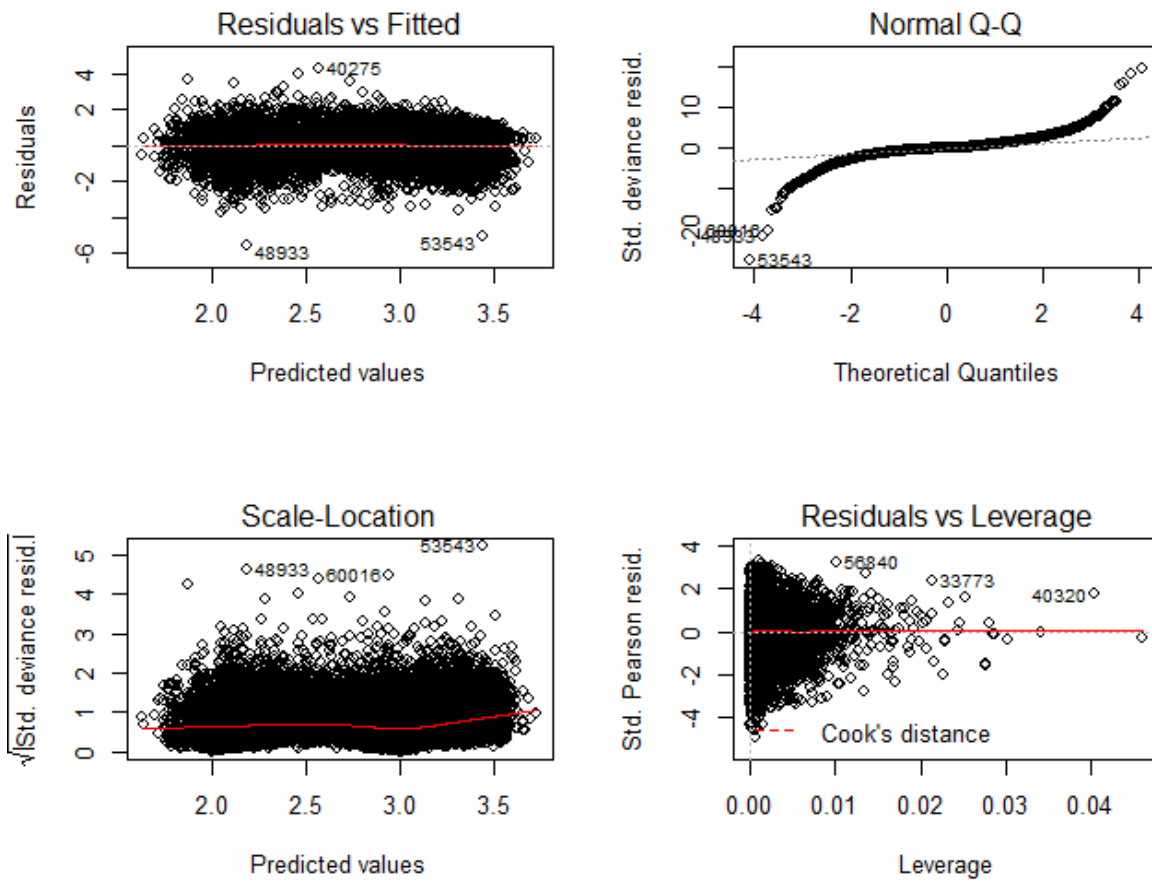 Residuals vs Fitted
Residuals
4
2
-2
-6
40275
48933
53543
2.0 2.5 3.0 3.5
Predicted values
Normal Q-Q
Std. deviance resid.
10
0
-20
53543
-4 -2 0 2 4
Theoretical Quantiles
Scale-Location
√|Std. deviance resid.|
5
4
3
2
1
0
53543
48933
60016
2.0 2.5 3.0 3.5
Predicted values
Residuals vs Leverage
Std. Pearson resid.
4
2
0
-2
-4
56840
33773
40320
Cook's distance
0.00 0.01 0.02 0.03 0.04
Leverage